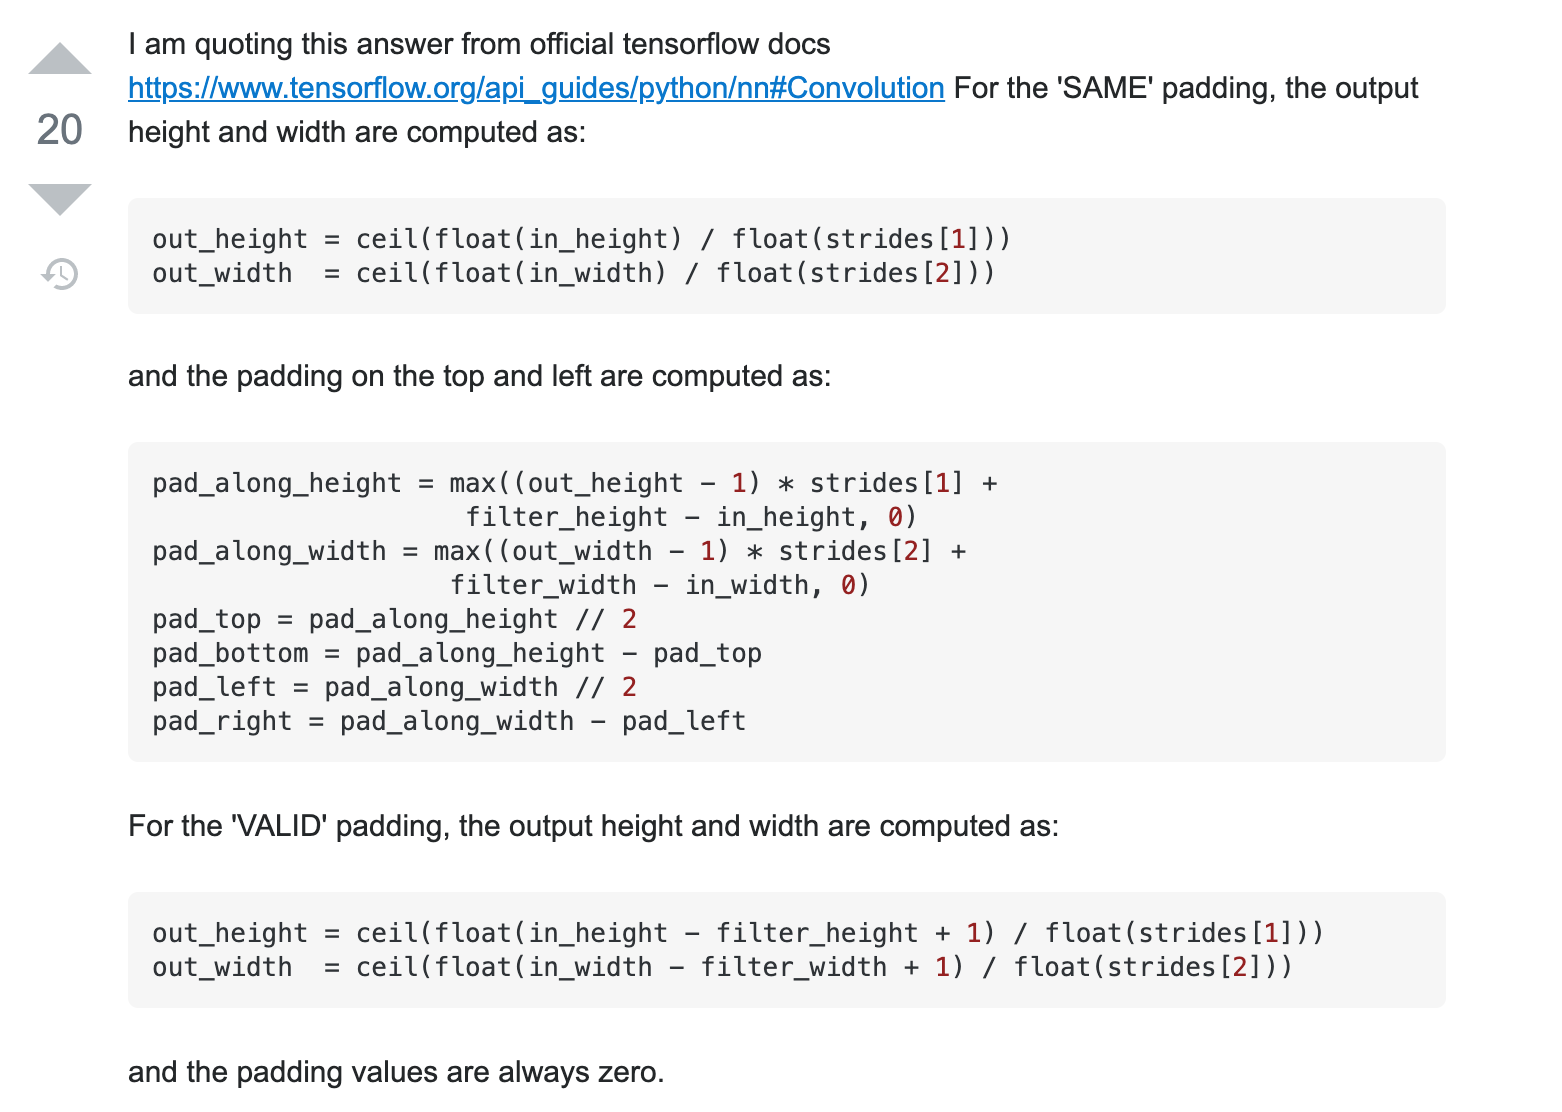 I am quoting this answer from official tensorflow docs
https://www.tensorflow.org/api_guides/python/nn#Convolution For the 'SAME' padding, the output
20
height and width are computed as:
out_height = ceil(float(in_height) / float(strides[1]))
out_width  = ceil(float(in_width) / float(strides[2]))
and the padding on the top and left are computed as:
pad_along_height = max((out_height - 1) * strides[1] +
                    filter_height - in_height, 0)
pad_along_width = max((out_width - 1) * strides[2] +
                   filter_width - in_width, 0)
pad_top = pad_along_height // 2
pad_bottom = pad_along_height - pad_top
pad_left = pad_along_width // 2
pad_right = pad_along_width - pad_left
For the 'VALID' padding, the output height and width are computed as:
out_height = ceil(float(in_height - filter_height + 1) / float(strides[1]))
out_width  = ceil(float(in_width - filter_width + 1) / float(strides[2]))
and the padding values are always zero.